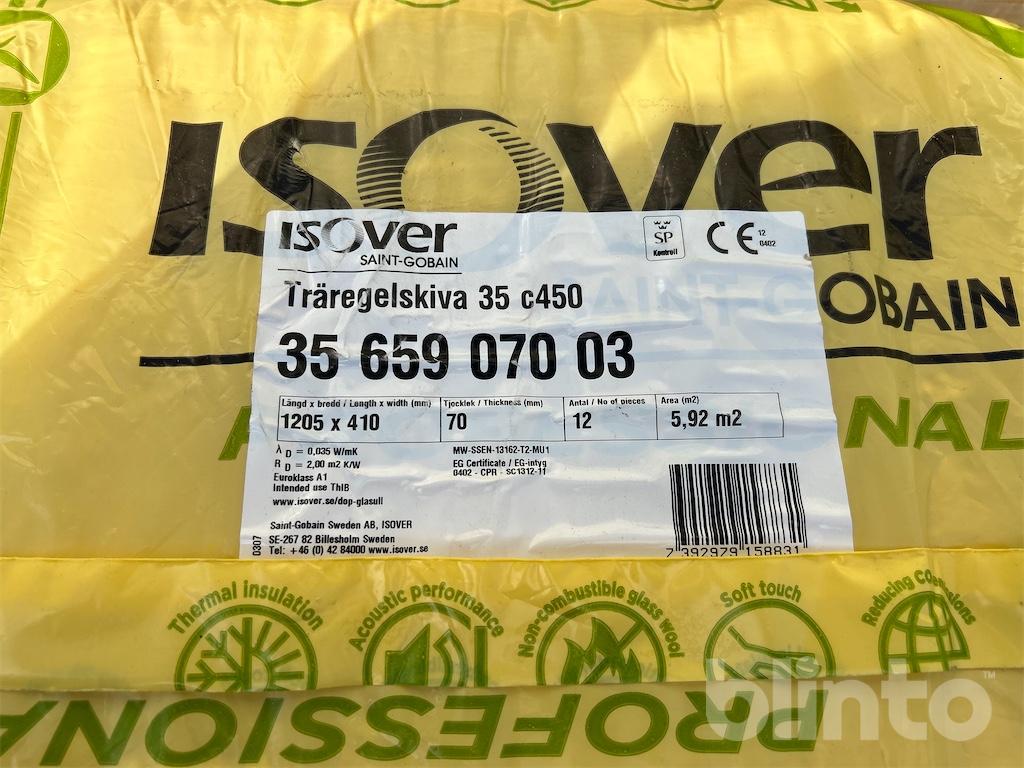 ISOver
SAINT-GOBAIN
ISOver
SAINT-GOBAIN
SP
Kontroll
CE
12
0402
Träregelskiva 35 c450
35 659 070 03
Längd x bredd / Length x width (mm) Tjocklek / Thickness (mm) Antal / No of pieces Area (m2)
1205 x 410 70 12 5,92 m2
λ D = 0,035 W/mK
R D = 2,00 m2 K/W
Euroklass A1
Intended use ThIB
www.isover.se/dop-glasull
MW-SSEN-13162-T2-MU1
EG Certificate / EG-intyg
0402 - CPR - SC1312-11
Saint-Gobain Sweden AB, ISOVER
SE-267 82 Billesholm Sweden
Tel: +46 (0) 42 84000 www.isover.se
0307
7 392979 158831
NAL
Thermal insulation
Acoustic performance
Non-combustible glass wool
Soft touch
Reducing
PROFESSIONA
blinto™